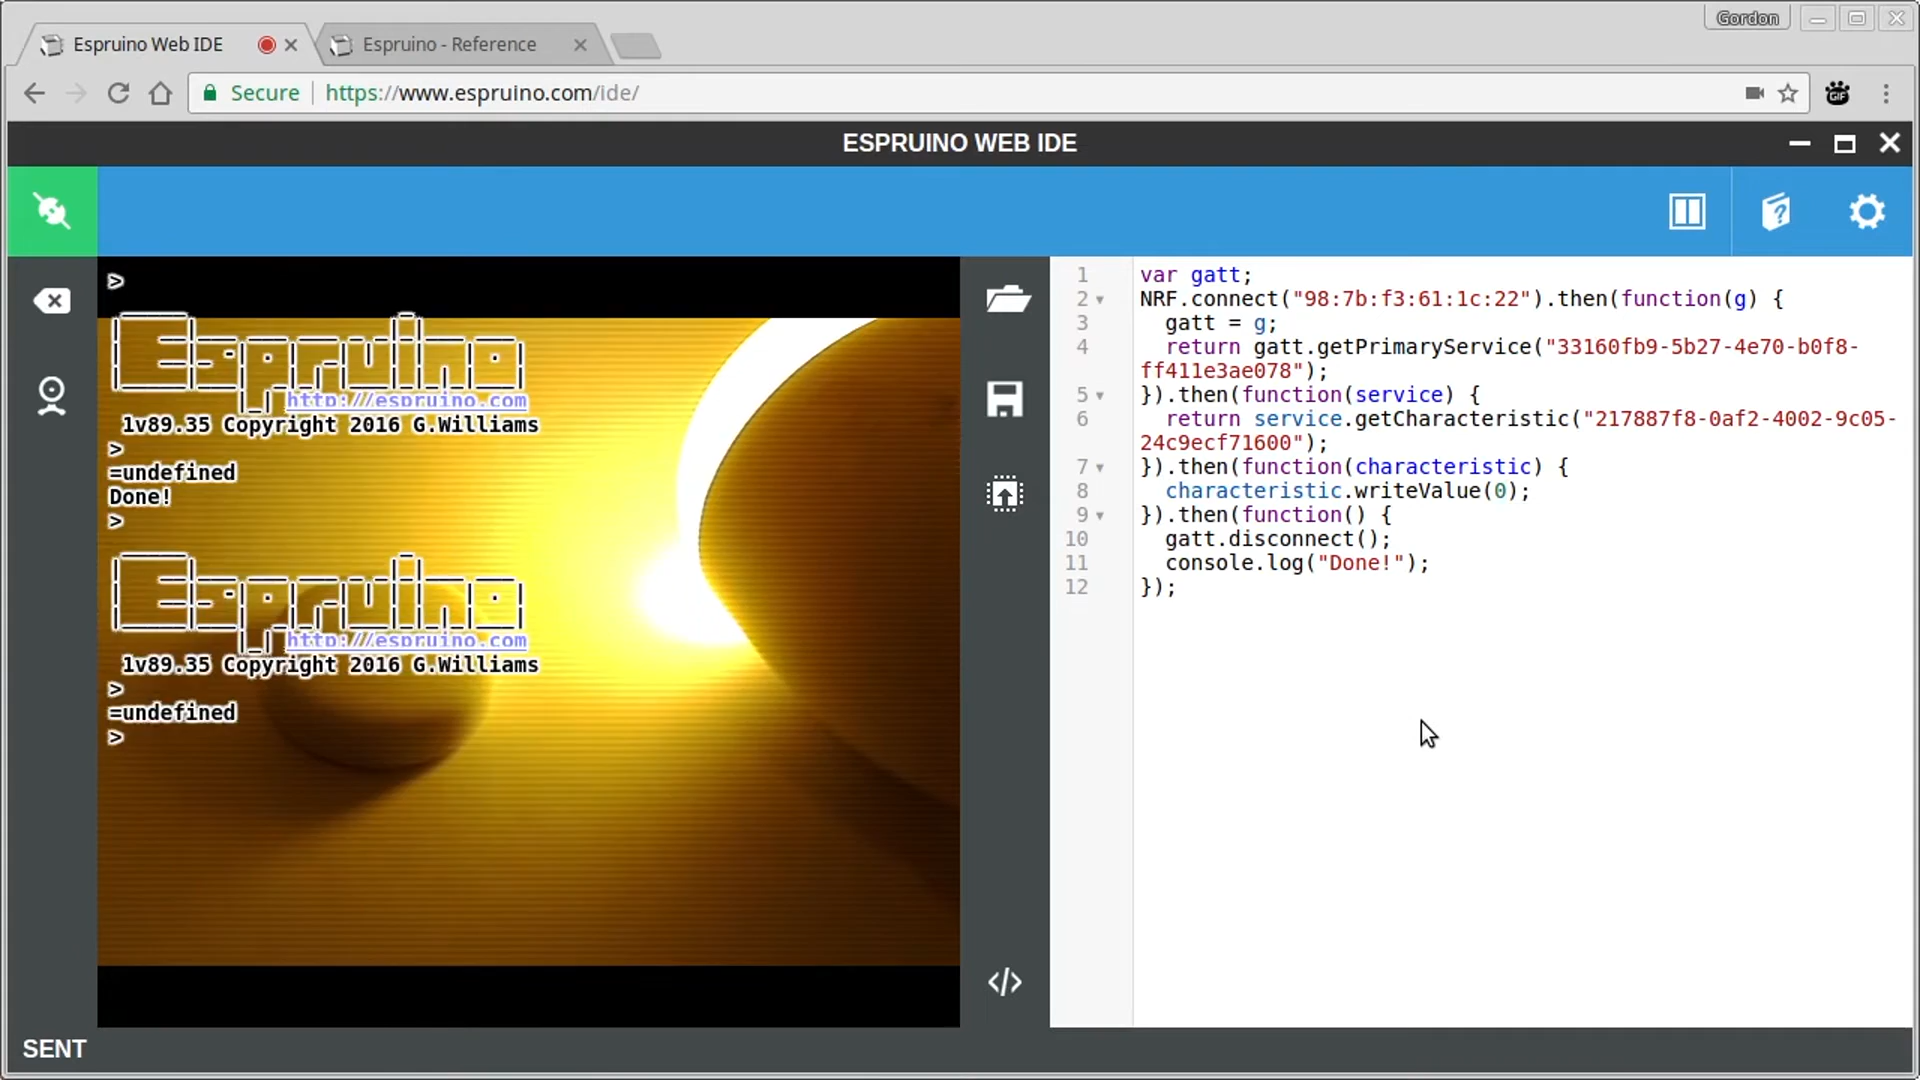 Gordon
Espruino Web IDE
Espruino - Reference
Secure
https://www.espruino.com/ide/
GIF
ESPRUINO WEB IDE
>
Espruino
http://espruino.com
1v89.35 Copyright 2016 G.Williams
>
=undefined
Done!
>
Espruino
http://espruino.com
1v89.35 Copyright 2016 G.Williams
>
=undefined
>
1 var gatt;
2 NRF.connect("98:7b:f3:61:1c:22").then(function(g) {
3 gatt = g;
4 return gatt.getPrimaryService("33160fb9-5b27-4e70-b0f8-
ff411e3ae078");
5 }).then(function(service) {
6 return service.getCharacteristic("217887f8-0af2-4002-9c05-
24c9ecf71600");
7 }).then(function(characteristic) {
8 characteristic.writeValue(0);
9 }).then(function() {
10 gatt.disconnect();
11 console.log("Done!");
12 });
SENT